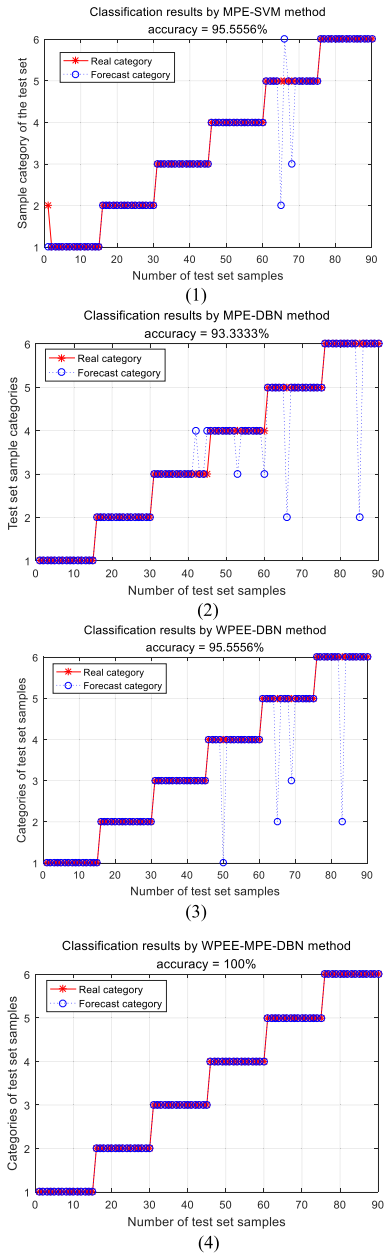 Classification results by MPE-SVM method
accuracy = 95.5556%
Sample category of the test set
6
5
4
3
2
1
Real category
Forecast category
0 10 20 30 40 50 60 70 80 90
Number of test set samples
(1)
Classification results by MPE-DBN method
accuracy = 93.3333%
Test set sample categories
6
5
4
3
2
1
Real category
Forecast category
0 10 20 30 40 50 60 70 80 90
Number of test set samples
(2)
Classification results by WPEE-DBN method
accuracy = 95.5556%
Categories of test set samples
6
5
4
3
2
1
Real category
Forecast category
0 10 20 30 40 50 60 70 80 90
Number of test set samples
(3)
Classification results by WPEE-MPE-DBN method
accuracy = 100%
Categories of test set samples
6
5
4
3
2
1
Real category
Forecast category
0 10 20 30 40 50 60 70 80 90
Number of test set samples
(4)